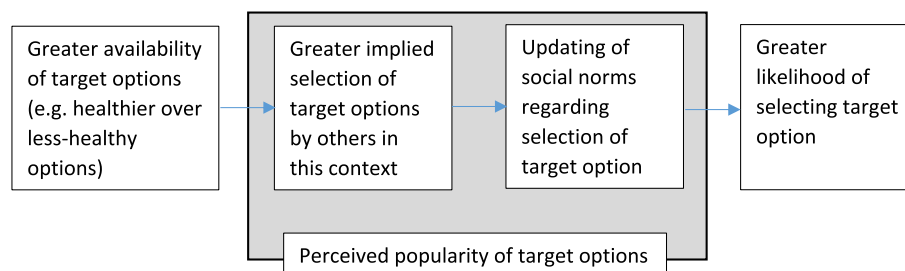 Greater availability
of target options
(e.g. healthier over
less-healthy
options)
Greater implied
selection of
target options
by others in
this context
Updating of
social norms
regarding
selection of
target option
Greater
likelihood of
selecting target
option
Perceived popularity of target options